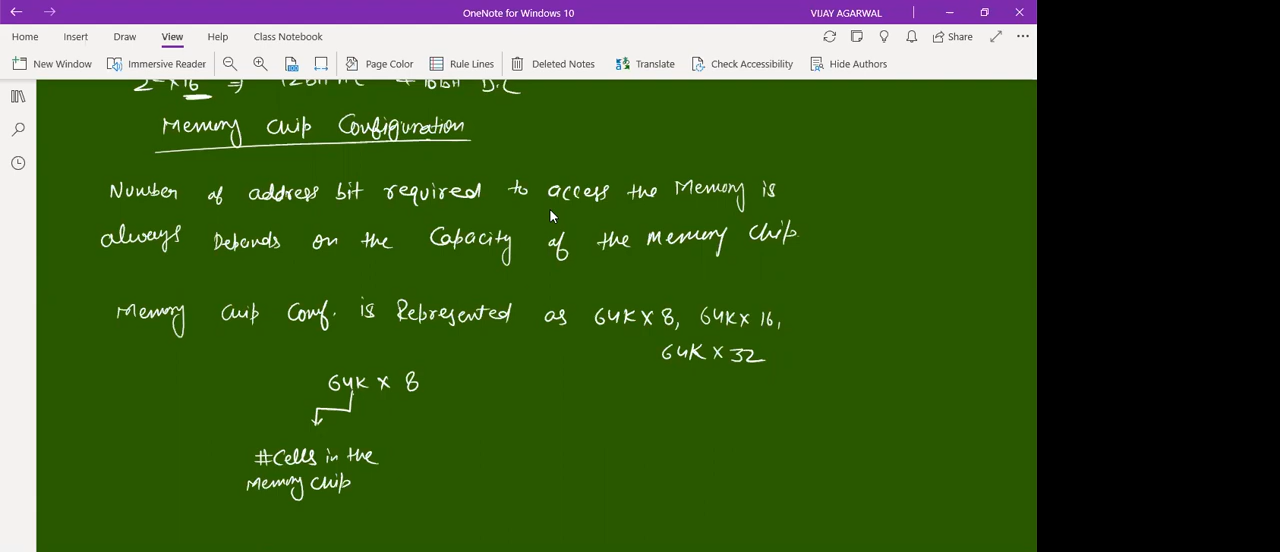 OneNote for Windows 10
VIJAY AGARWAL
Home Insert Draw View Help Class Notebook
Share
New Window Immersive Reader Page Color Rule Lines Deleted Notes Translate Check Accessibility Hide Authors
x 16 ⇒
Memory Chip Configuration
Number of address bit required to access the Memory is
always Depends on the Capacity of the Memory Chip
Memory Chip Conf. is Represented as 64K X 8, 64K X 16,
64K X 32
64K X 8
#Cells in the
Memory Chip